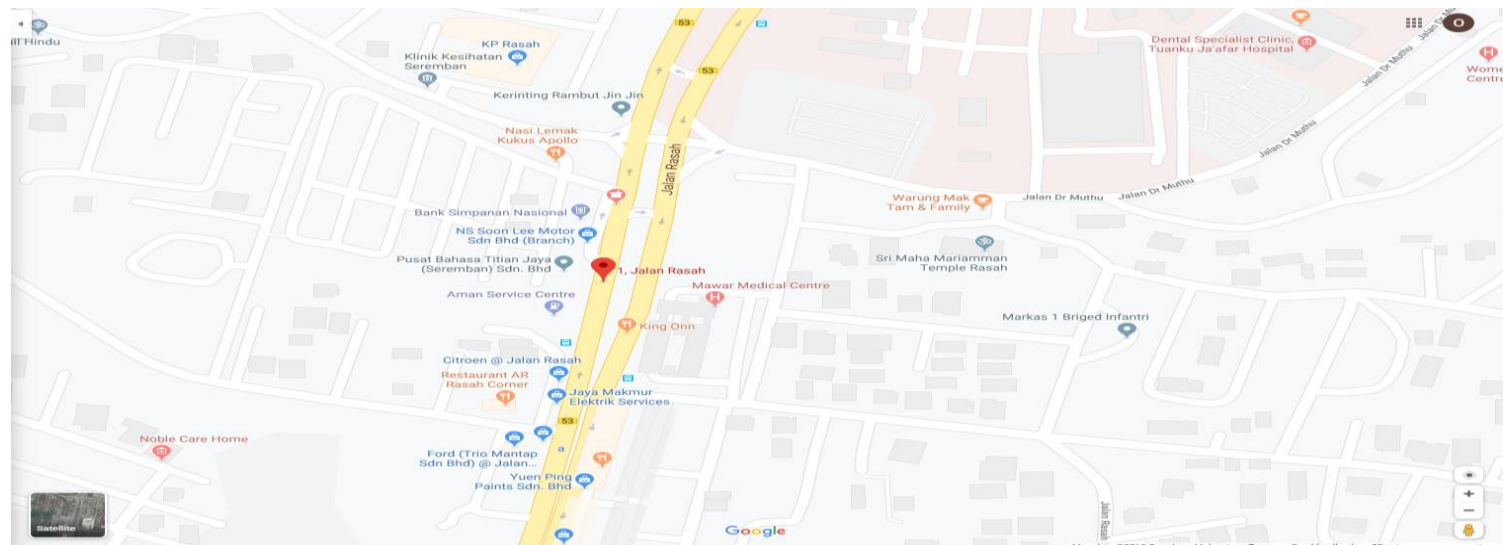 53
ill Hindu
KP Rasah
Klinik Kesihatan
Seremban
Dental Specialist Clinic,
Tuanku Ja'afar Hospital
O
Jalan Dr Muthu
Wome
Centre
53
Kerinting Rambut Jin Jin
Nasi Lemak
Kukus Apollo
Jalan Rasah
Jalan Dr Muthu
Jalan Dr Muthu
Jalan Dr Muthu
Jalan Dr Muthu
Warung Mak
Tam & Family
Bank Simpanan Nasional
NS Soon Lee Motor
Sdn Bhd (Branch)
Pusat Bahasa Titian Jaya
(Seremban) Sdn. Bhd
1, Jalan Rasah
Sri Maha Mariamman
Temple Rasah
Aman Service Centre
Mawar Medical Centre
King Onn
Markas 1 Briged Infantri
Citroen @ Jalan Rasah
Restaurant AR
Rasah Corner
Jaya Makmur
Elektrik Services
53
Noble Care Home
Ford (Trio Mantap
Sdn Bhd) @ Jalan...
Yuen Ping
Paints Sdn. Bhd
Jalan Rasah
Satellite
Google